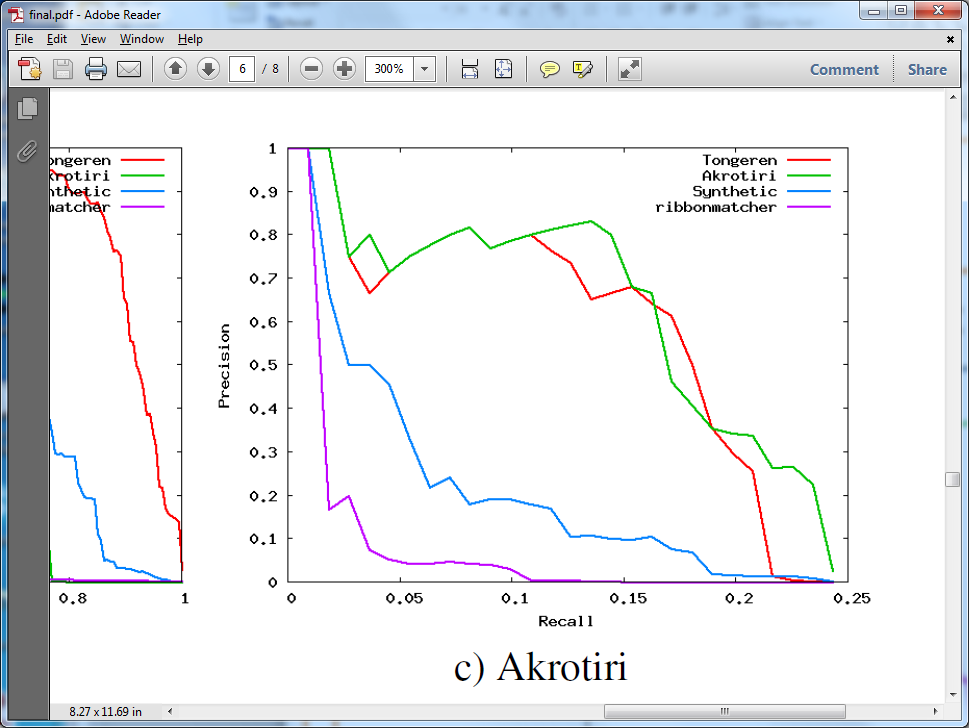 final.pdf - Adobe Reader
File Edit View Window Help
6 / 8 300% Comment Share
ongeren
krotiri
nthetic
matcher
0.8 1
1
0.9
0.8
0.7
0.6
0.5
0.4
0.3
0.2
0.1
0
Precision
Tongeren
Akrotiri
Synthetic
ribbonmatcher
0 0.05 0.1 0.15 0.2 0.25
Recall
c) Akrotiri
8.27 x 11.69 in